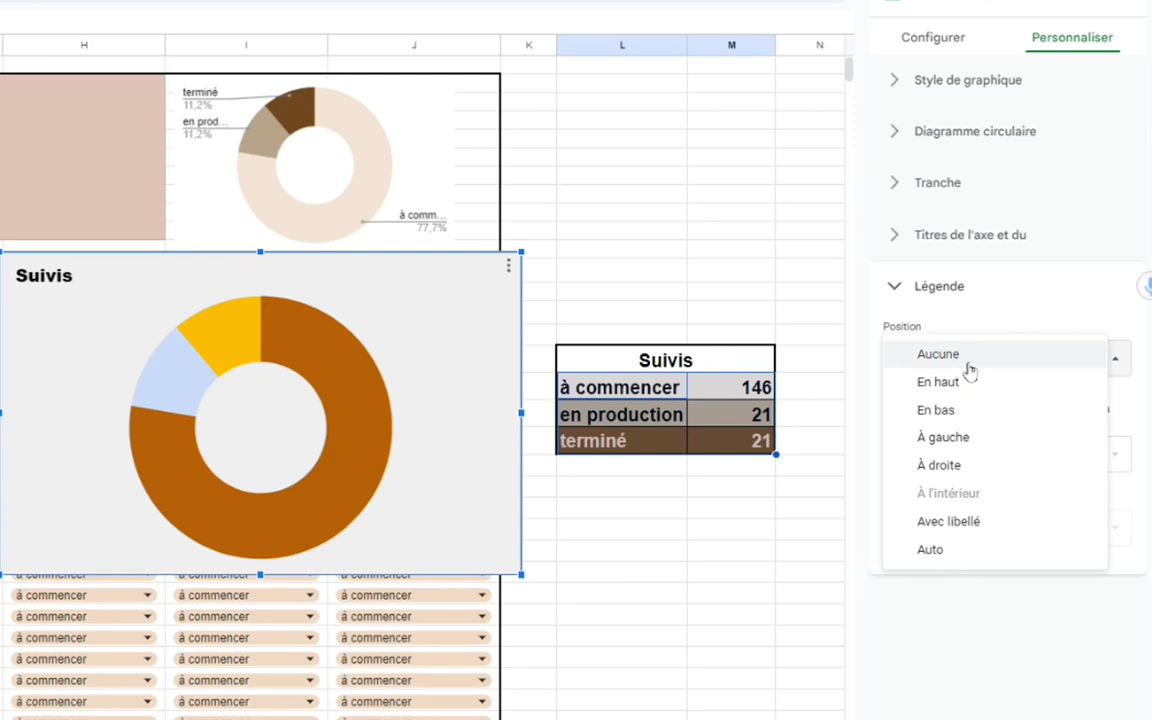 H I J K L M N
terminé
11,2%
en prod...
11,2%
à comm...
77,7%
Suivis
Suivis
à commencer 146
en production 21
terminé 21
à commencer à commencer à commencer
à commencer à commencer à commencer
à commencer à commencer à commencer
à commencer à commencer à commencer
à commencer à commencer à commencer
à commencer à commencer à commencer
à commencer à commencer à commencer
Configurer Personnaliser
Style de graphique
Diagramme circulaire
Tranche
Titres de l'axe et du
Légende
Position
Aucune
En haut
En bas
À gauche
À droite
À l'intérieur
Avec libellé
Auto